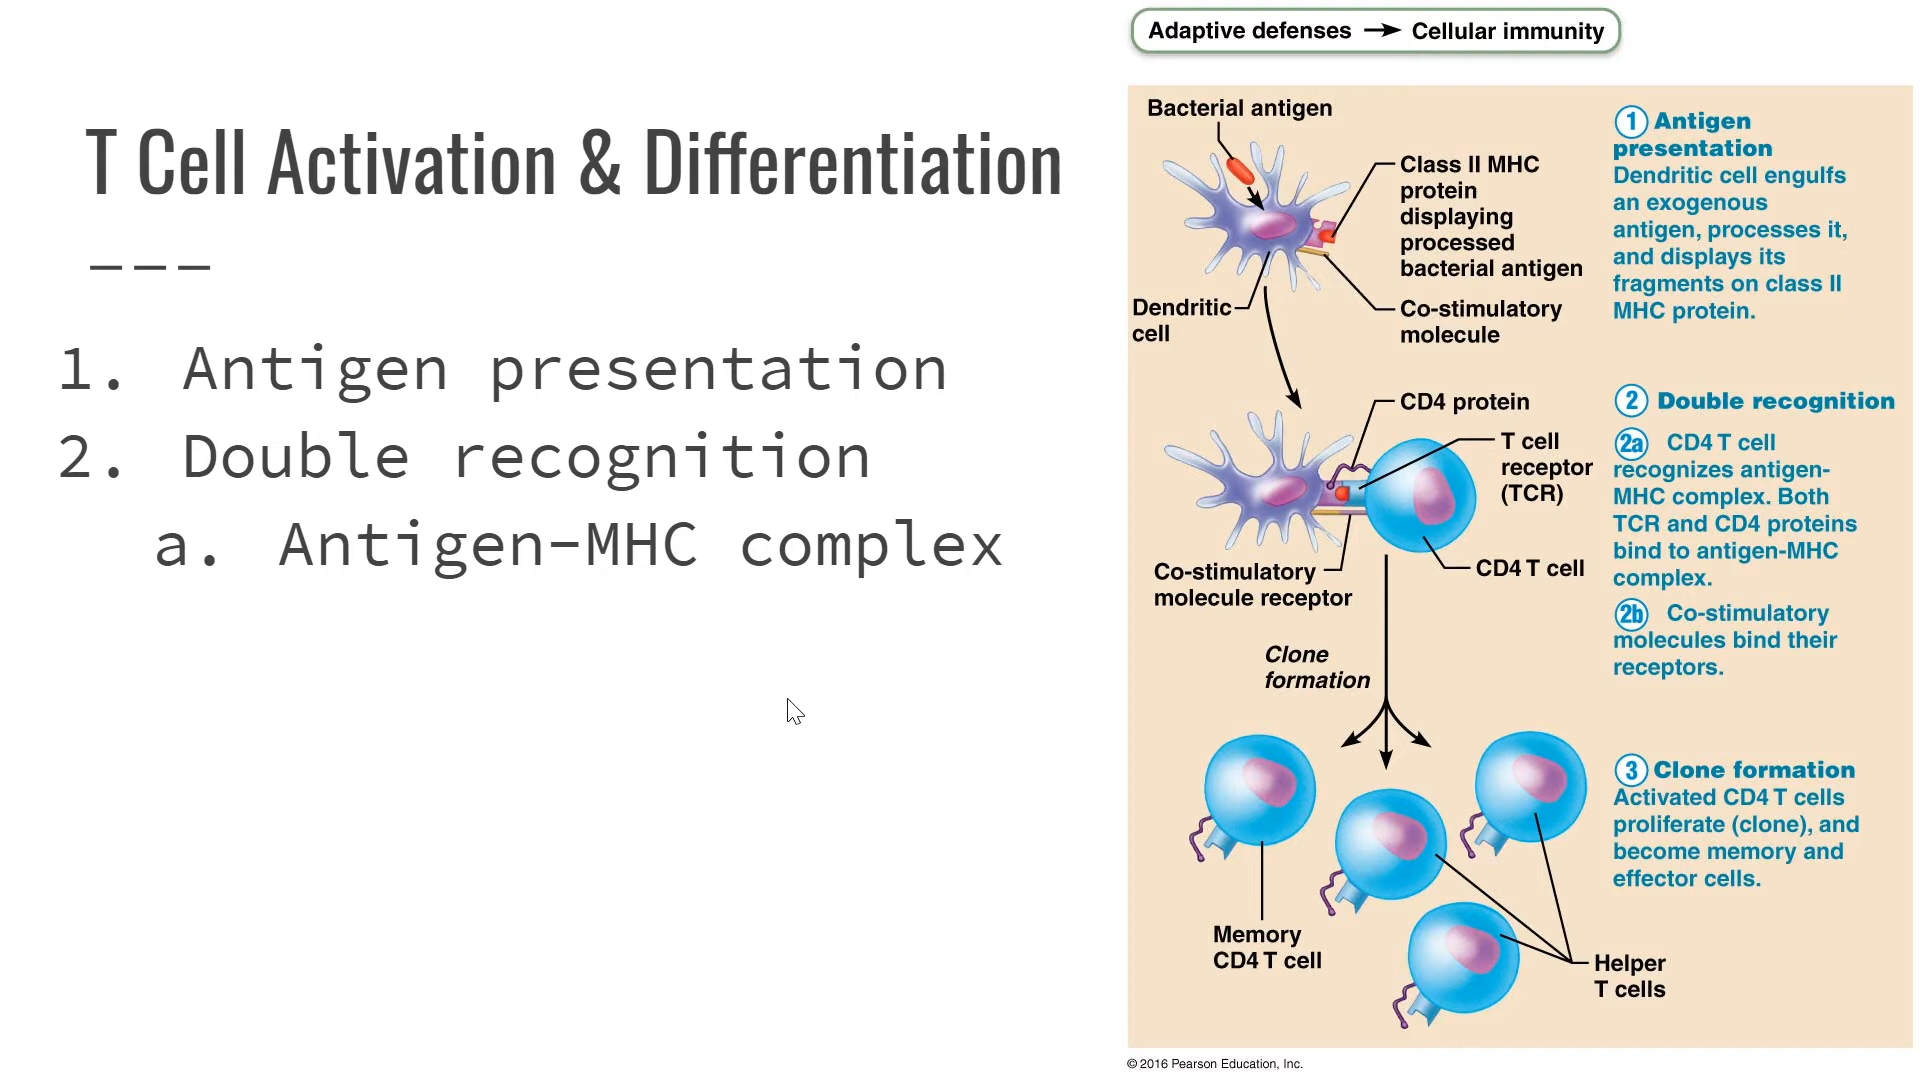 T Cell Activation & Differentiation
1. Antigen presentation
2. Double recognition
a. Antigen-MHC complex
Adaptive defenses → Cellular immunity
Bacterial antigen
Class II MHC
protein
displaying
processed
bacterial antigen
Dendritic
cell
Co-stimulatory
molecule
1 Antigen
presentation
Dendritic cell engulfs
an exogenous
antigen, processes it,
and displays its
fragments on class II
MHC protein.
CD4 protein
T cell
receptor
(TCR)
CD4 T cell
Co-stimulatory
molecule receptor
2 Double recognition
2a CD4 T cell
recognizes antigen-
MHC complex. Both
TCR and CD4 proteins
bind to antigen-MHC
complex.
2b Co-stimulatory
molecules bind their
receptors.
Clone
formation
3 Clone formation
Activated CD4 T cells
proliferate (clone), and
become memory and
effector cells.
Memory
CD4 T cell
Helper
T cells
© 2016 Pearson Education, Inc.